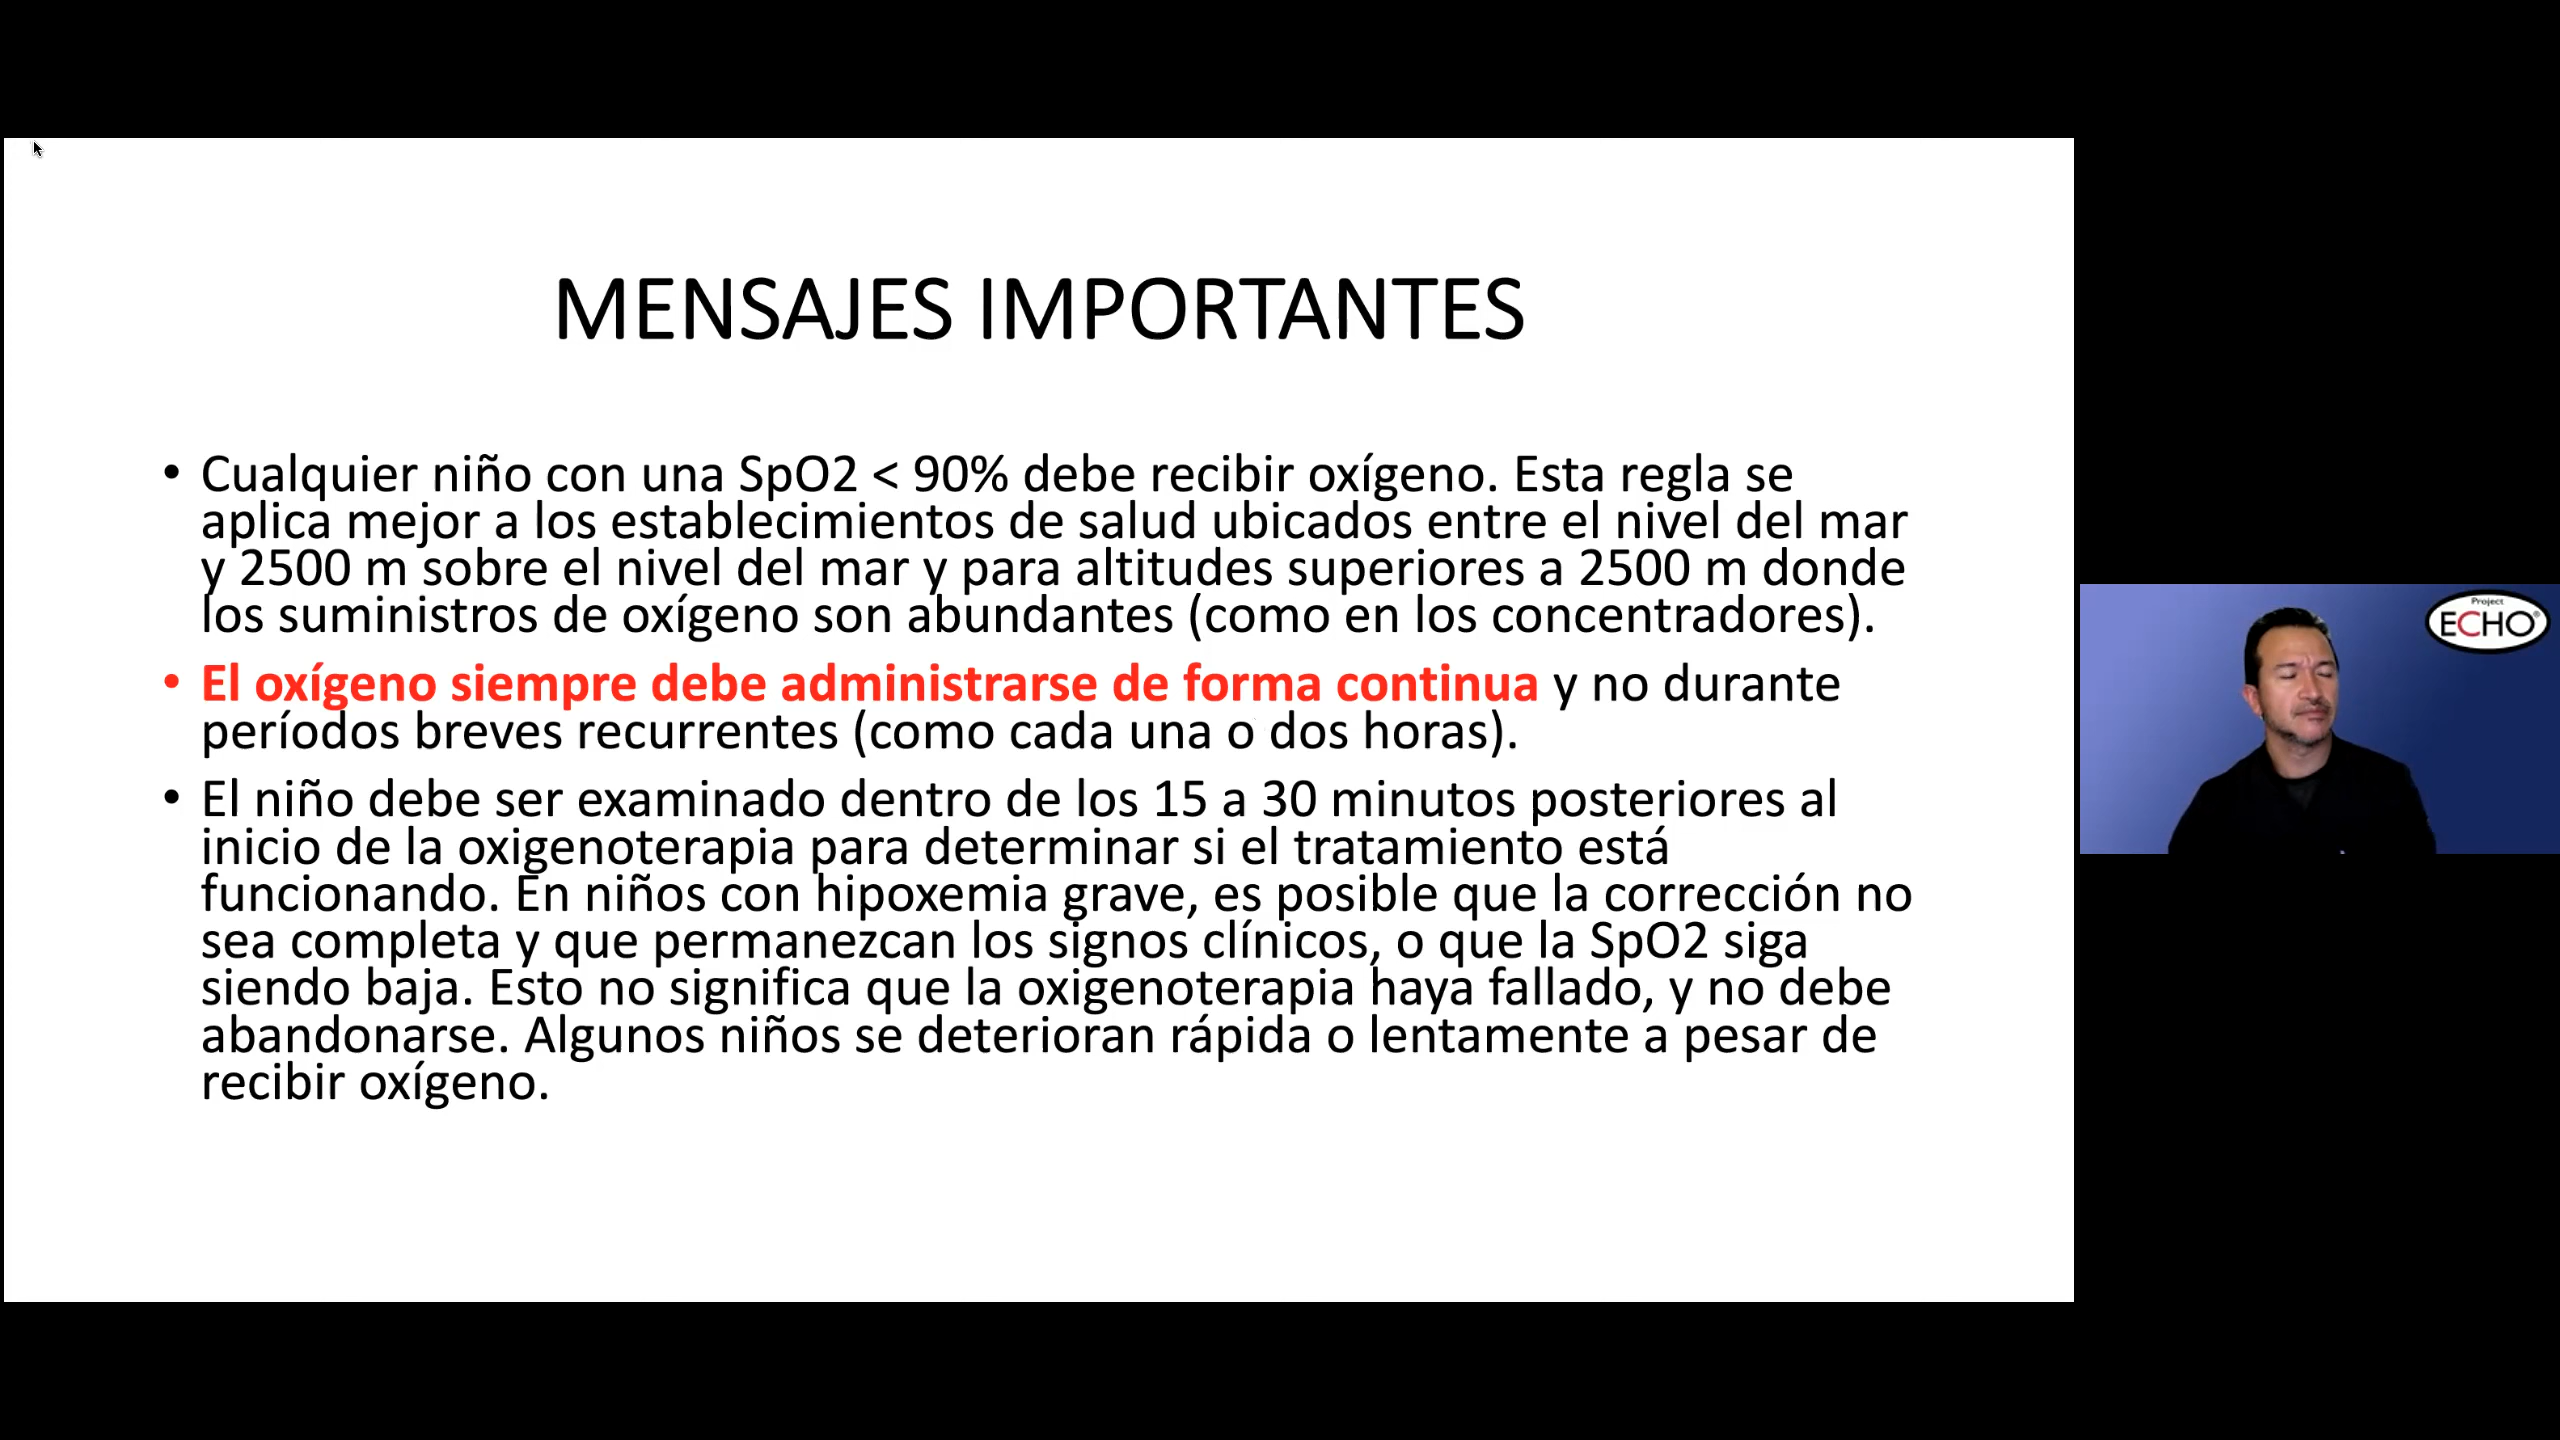 MENSAJES IMPORTANTES
• Cualquier niño con una SpO2 < 90% debe recibir oxígeno. Esta regla se
aplica mejor a los establecimientos de salud ubicados entre el nivel del mar
y 2500 m sobre el nivel del mar y para altitudes superiores a 2500 m donde
los suministros de oxígeno son abundantes (como en los concentradores).
• El oxígeno siempre debe administrarse de forma continua y no durante
períodos breves recurrentes (como cada una o dos horas).
• El niño debe ser examinado dentro de los 15 a 30 minutos posteriores al
inicio de la oxigenoterapia para determinar si el tratamiento está
funcionando. En niños con hipoxemia grave, es posible que la corrección no
sea completa y que permanezcan los signos clínicos, o que la SpO2 siga
siendo baja. Esto no significa que la oxigenoterapia haya fallado, y no debe
abandonarse. Algunos niños se deterioran rápida o lentamente a pesar de
recibir oxígeno.
Project
ECHO®